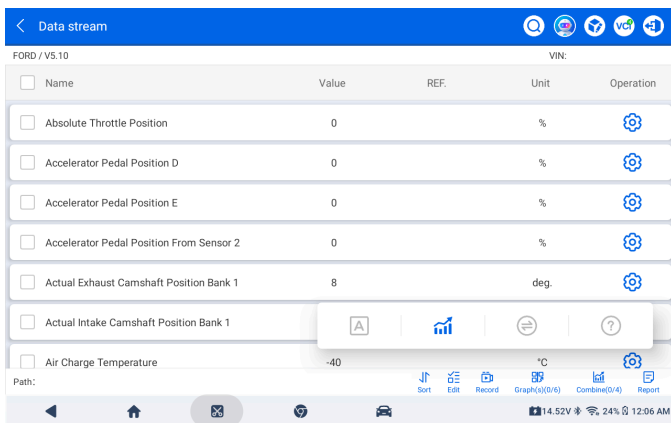 Data stream
VCI
FORD / V5.10 VIN:
Name Value REF. Unit Operation
Absolute Throttle Position 0 %
Accelerator Pedal Position D 0 %
Accelerator Pedal Position E 0 %
Accelerator Pedal Position From Sensor 2 0 %
Actual Exhaust Camshaft Position Bank 1 8 deg.
Actual Intake Camshaft Position Bank 1
A ?
Air Charge Temperature -40 °C
Path:
Sort Edit Record Graph(s)(0/6) Combine(0/4) Report
14.52V 24% 12:06 AM